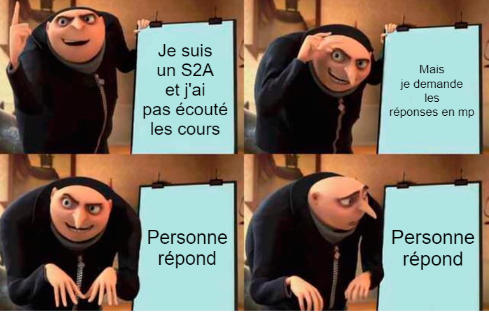 Je suis
un S2A
et j'ai
pas écouté
les cours
Mais
je demande
les
réponses en mp
Personne
répond
Personne
répond